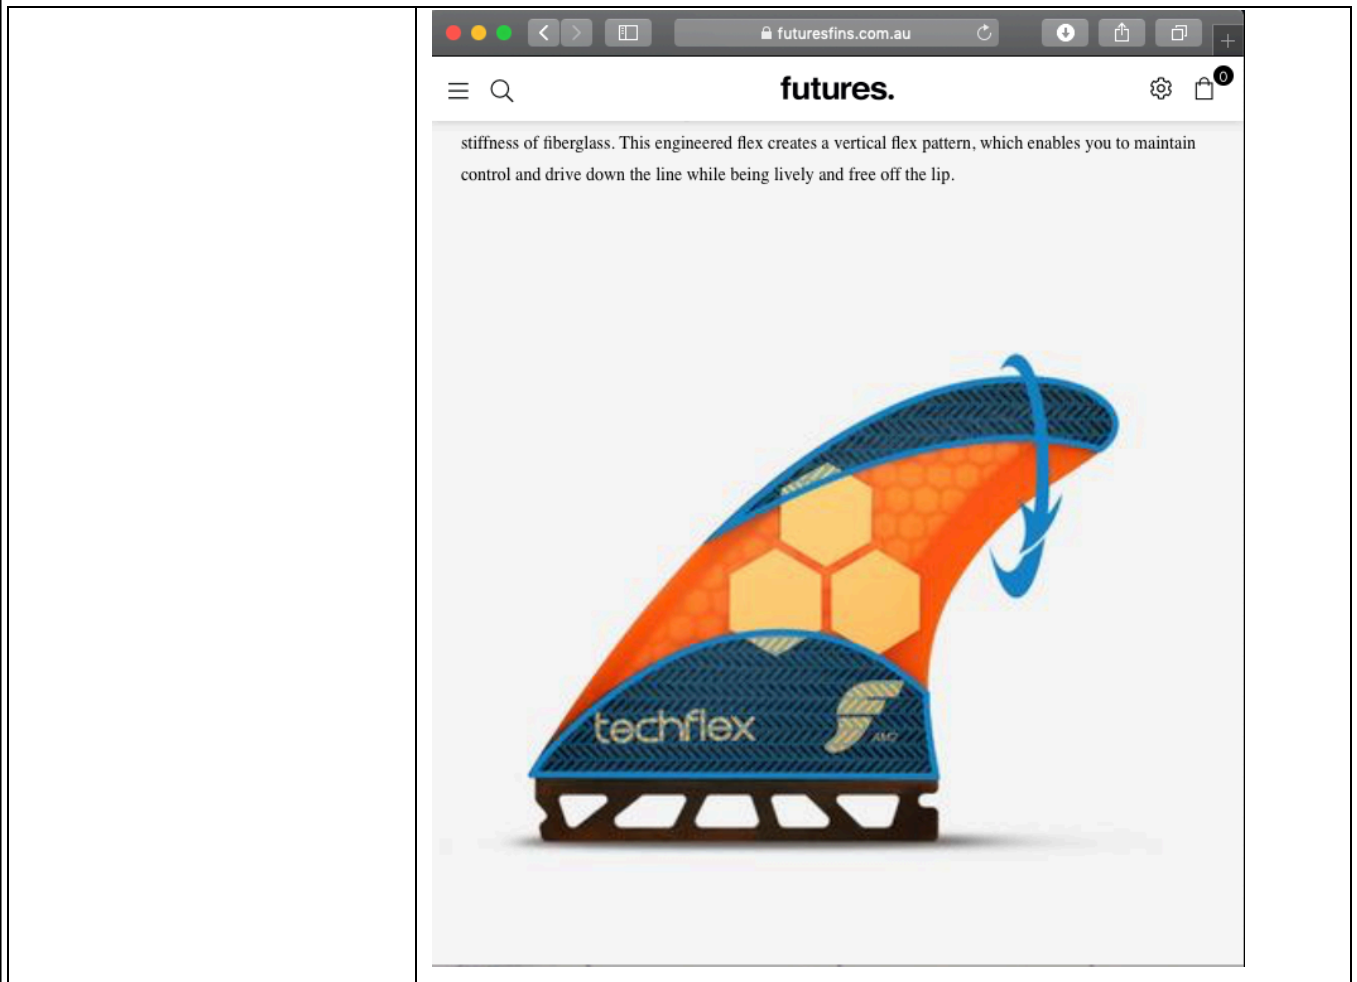 futuresfins.com.au
futures.
0
stiffness of fiberglass. This engineered flex creates a vertical flex pattern, which enables you to maintain
control and drive down the line while being lively and free off the lip.
techflex
AM2